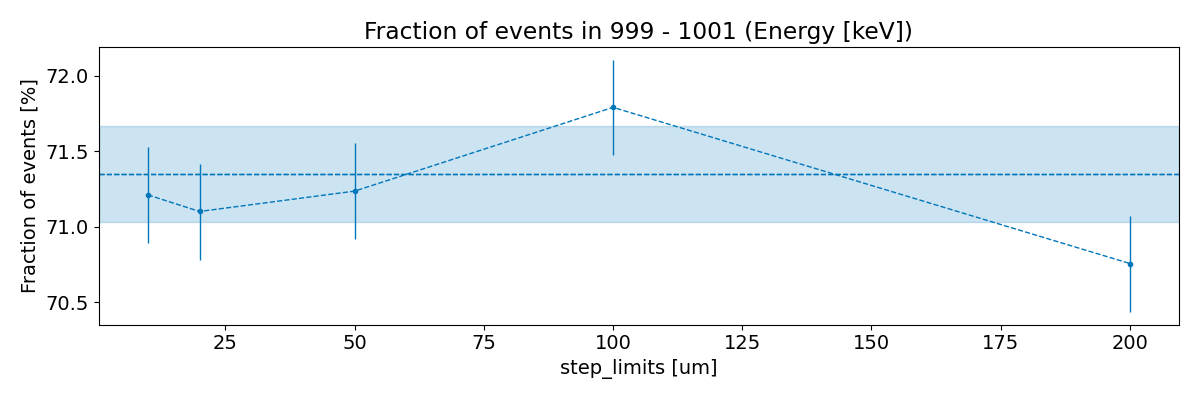 Fraction of events in 999 - 1001 (Energy [keV])
Fraction of events [%]
72.0
71.5
71.0
70.5
25 50 75 100 125 150 175 200
step_limits [um]